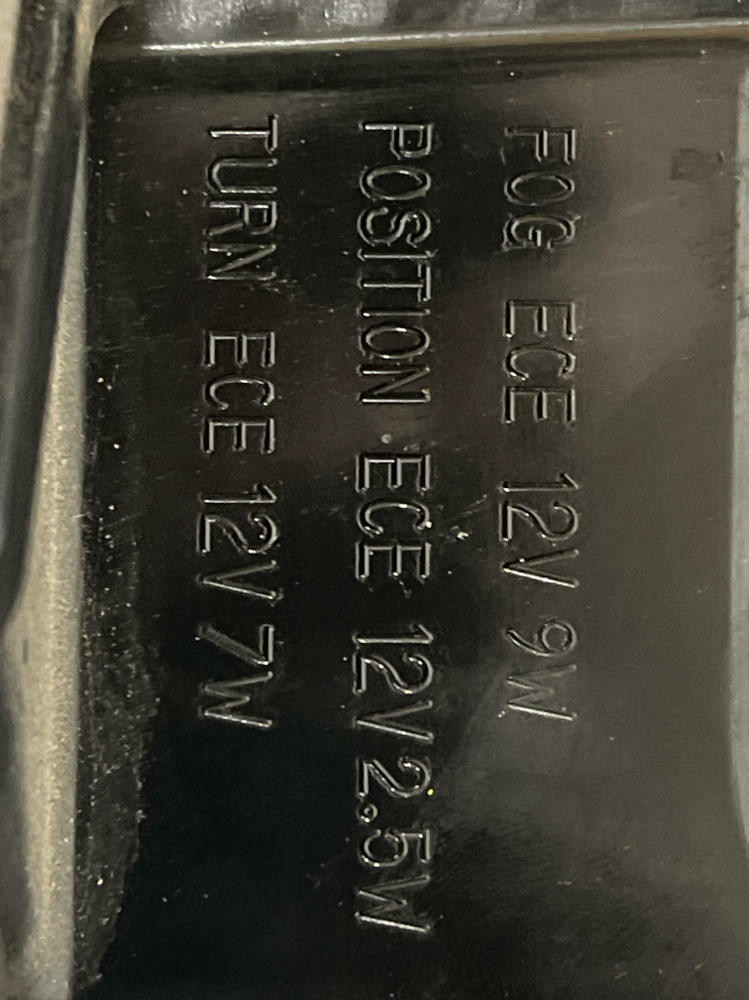 FOG ECE 12V 9W
POSITION ECE 12V 2.5W
TURN ECE 12V 7W